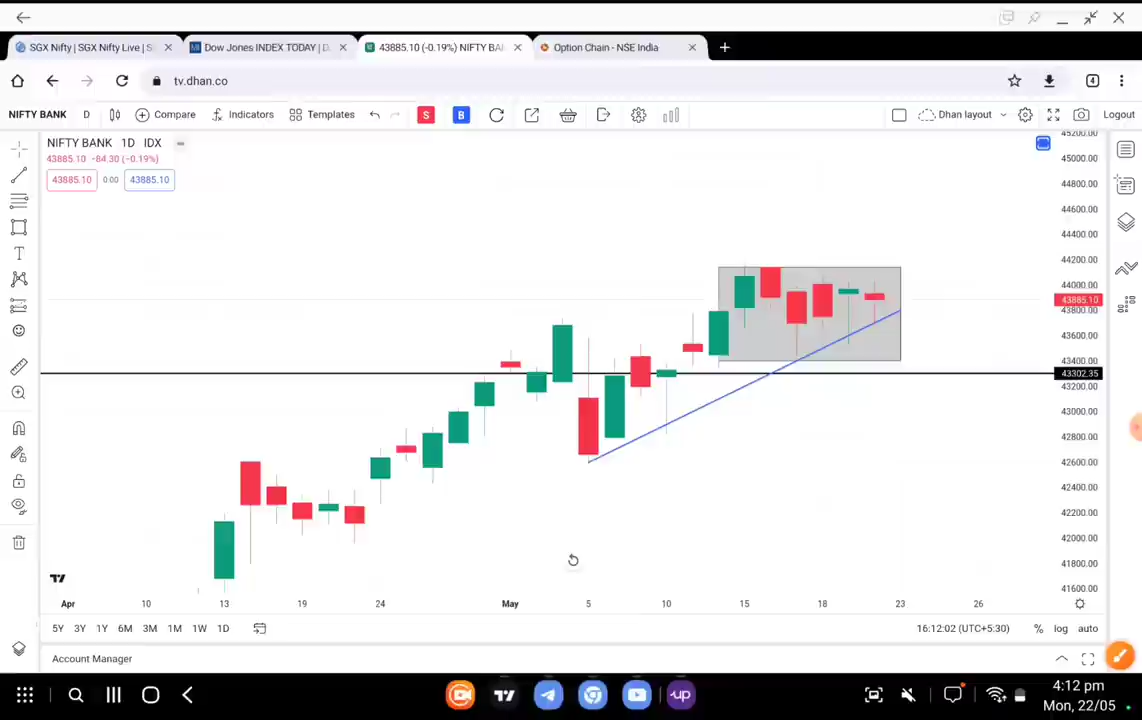 SGX Nifty | SGX Nifty Live | S
Dow Jones INDEX TODAY | D
43885.10 (-0.19%) NIFTY BA
Option Chain - NSE India
tv.dhan.co
4
NIFTY BANK D Compare Indicators Templates S B Dhan layout Logout
NIFTY BANK 1D IDX
43885.10 −84.30 (−0.19%)
43885.10 0.00 43885.10
45200.00
45000.00
44800.00
44600.00
44400.00
44200.00
44000.00
43885.10
43800.00
43600.00
43400.00
43302.35
43200.00
43000.00
42800.00
42600.00
42400.00
42200.00
42000.00
41800.00
41600.00
Apr 10 13 19 24 May 5 10 15 18 23 26
5Y 3Y 1Y 6M 3M 1M 1W 1D 16:12:02 (UTC+5:30) % log auto
Account Manager
up
4:12 pm
Mon, 22/05